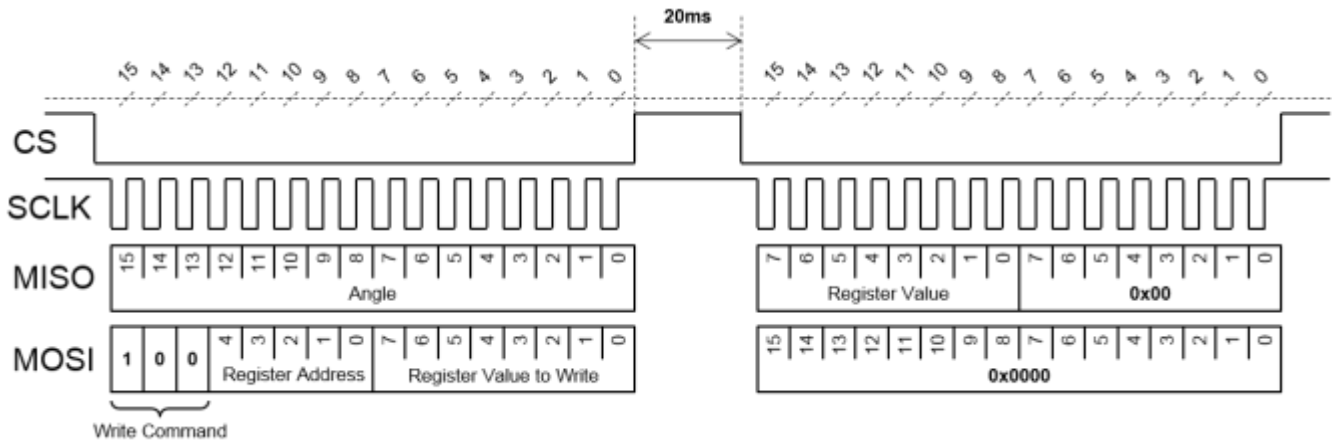 20ms
15 14 13 12 11 10 9 8 7 6 5 4 3 2 1 0 15 14 13 12 11 10 9 8 7 6 5 4 3 2 1 0
CS
SCLK
MISO 15 14 13 12 11 10 9 8 7 6 5 4 3 2 1 0 7 6 5 4 3 2 1 0 7 6 5 4 3 2 1 0
Angle Register Value 0x00
MOSI 1 0 0 4 3 2 1 0 7 6 5 4 3 2 1 0 15 14 13 12 11 10 9 8 7 6 5 4 3 2 1 0
Register Address Register Value to Write 0x0000
Write Command